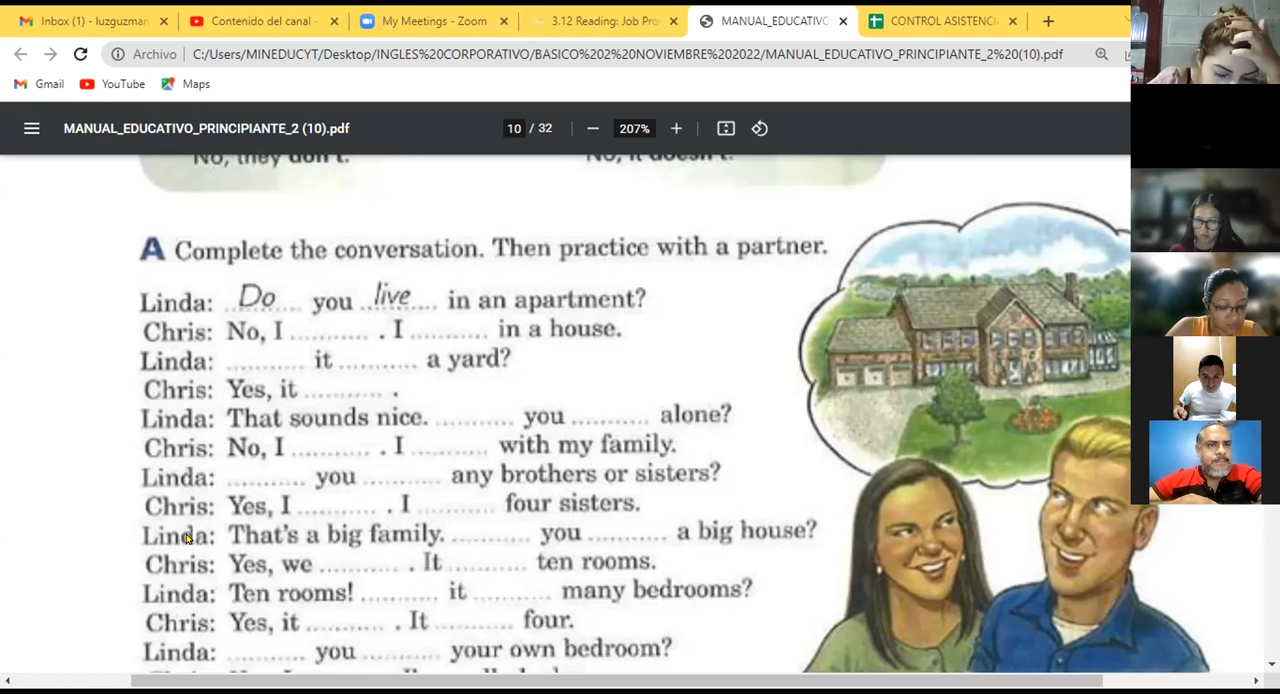 Inbox (1) - luzguzman
Contenido del canal -
My Meetings - Zoom
3.12 Reading: Job Pro
MANUAL_EDUCATIVO
CONTROL ASISTENCI
Archivo
C:/Users/MINEDUCYT/Desktop/INGLES%20CORPORATIVO/BASICO%202%20NOVIEMBRE%202022/MANUAL_EDUCATIVO_PRINCIPIANTE_2%20(10).pdf
Gmail
YouTube
Maps
MANUAL_EDUCATIVO_PRINCIPIANTE_2 (10).pdf
10 / 32
207%
No, they don't.
No, it doesn't.
A Complete the conversation. Then practice with a partner.
Linda: Do you live in an apartment?
Chris: No, I ........... . I ........... in a house.
Linda: ........... it ........... a yard?
Chris: Yes, it ........... .
Linda: That sounds nice. ........... you ........... alone?
Chris: No, I ........... . I ........... with my family.
Linda: ........... you ........... any brothers or sisters?
Chris: Yes, I ........... . I ........... four sisters.
Linda: That's a big family. ........... you ........... a big house?
Chris: Yes, we ........... . It ........... ten rooms.
Linda: Ten rooms! ........... it ........... many bedrooms?
Chris: Yes, it ........... . It ........... four.
Linda: ........... you ........... your own bedroom?